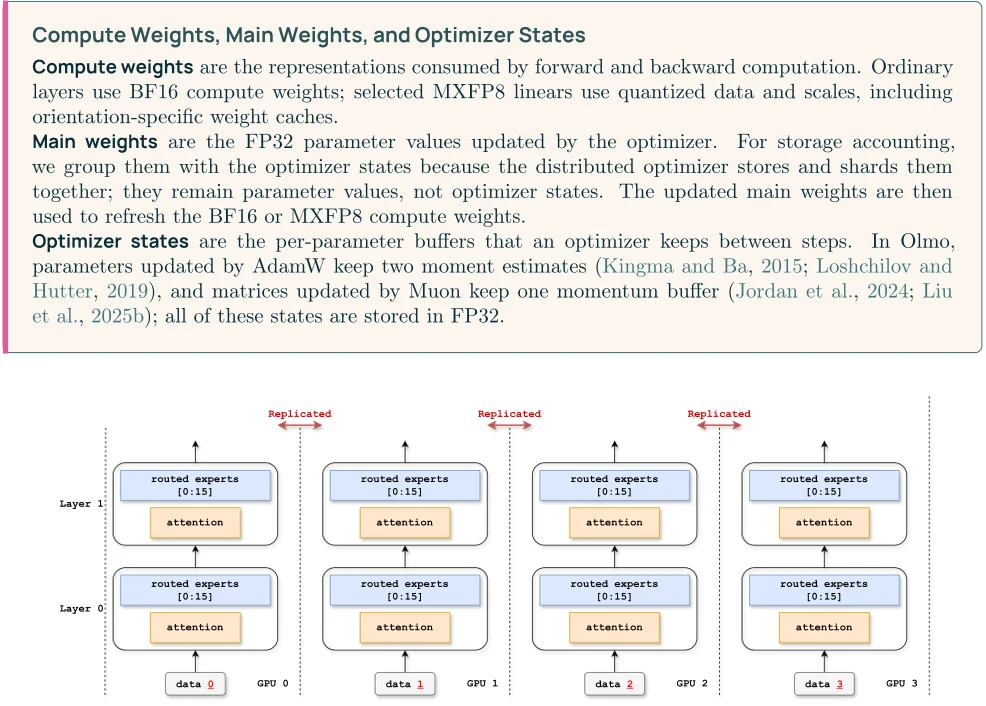 Compute Weights, Main Weights, and Optimizer States
Compute weights are the representations consumed by forward and backward computation. Ordinary
layers use BF16 compute weights; selected MXFP8 linears use quantized data and scales, including
orientation-specific weight caches.
Main weights are the FP32 parameter values updated by the optimizer. For storage accounting,
we group them with the optimizer states because the distributed optimizer stores and shards them
together; they remain parameter values, not optimizer states. The updated main weights are then
used to refresh the BF16 or MXFP8 compute weights.
Optimizer states are the per-parameter buffers that an optimizer keeps between steps. In Olmo,
parameters updated by AdamW keep two moment estimates (Kingma and Ba, 2015; Loshchilov and
Hutter, 2019), and matrices updated by Muon keep one momentum buffer (Jordan et al., 2024; Liu
et al., 2025b); all of these states are stored in FP32.
Replicated Replicated Replicated
routed experts routed experts routed experts routed experts
[0:15] [0:15] [0:15] [0:15]
Layer 1
attention attention attention attention
routed experts routed experts routed experts routed experts
[0:15] [0:15] [0:15] [0:15]
Layer 0
attention attention attention attention
data 0 GPU 0 data 1 GPU 1 data 2 GPU 2 data 3 GPU 3